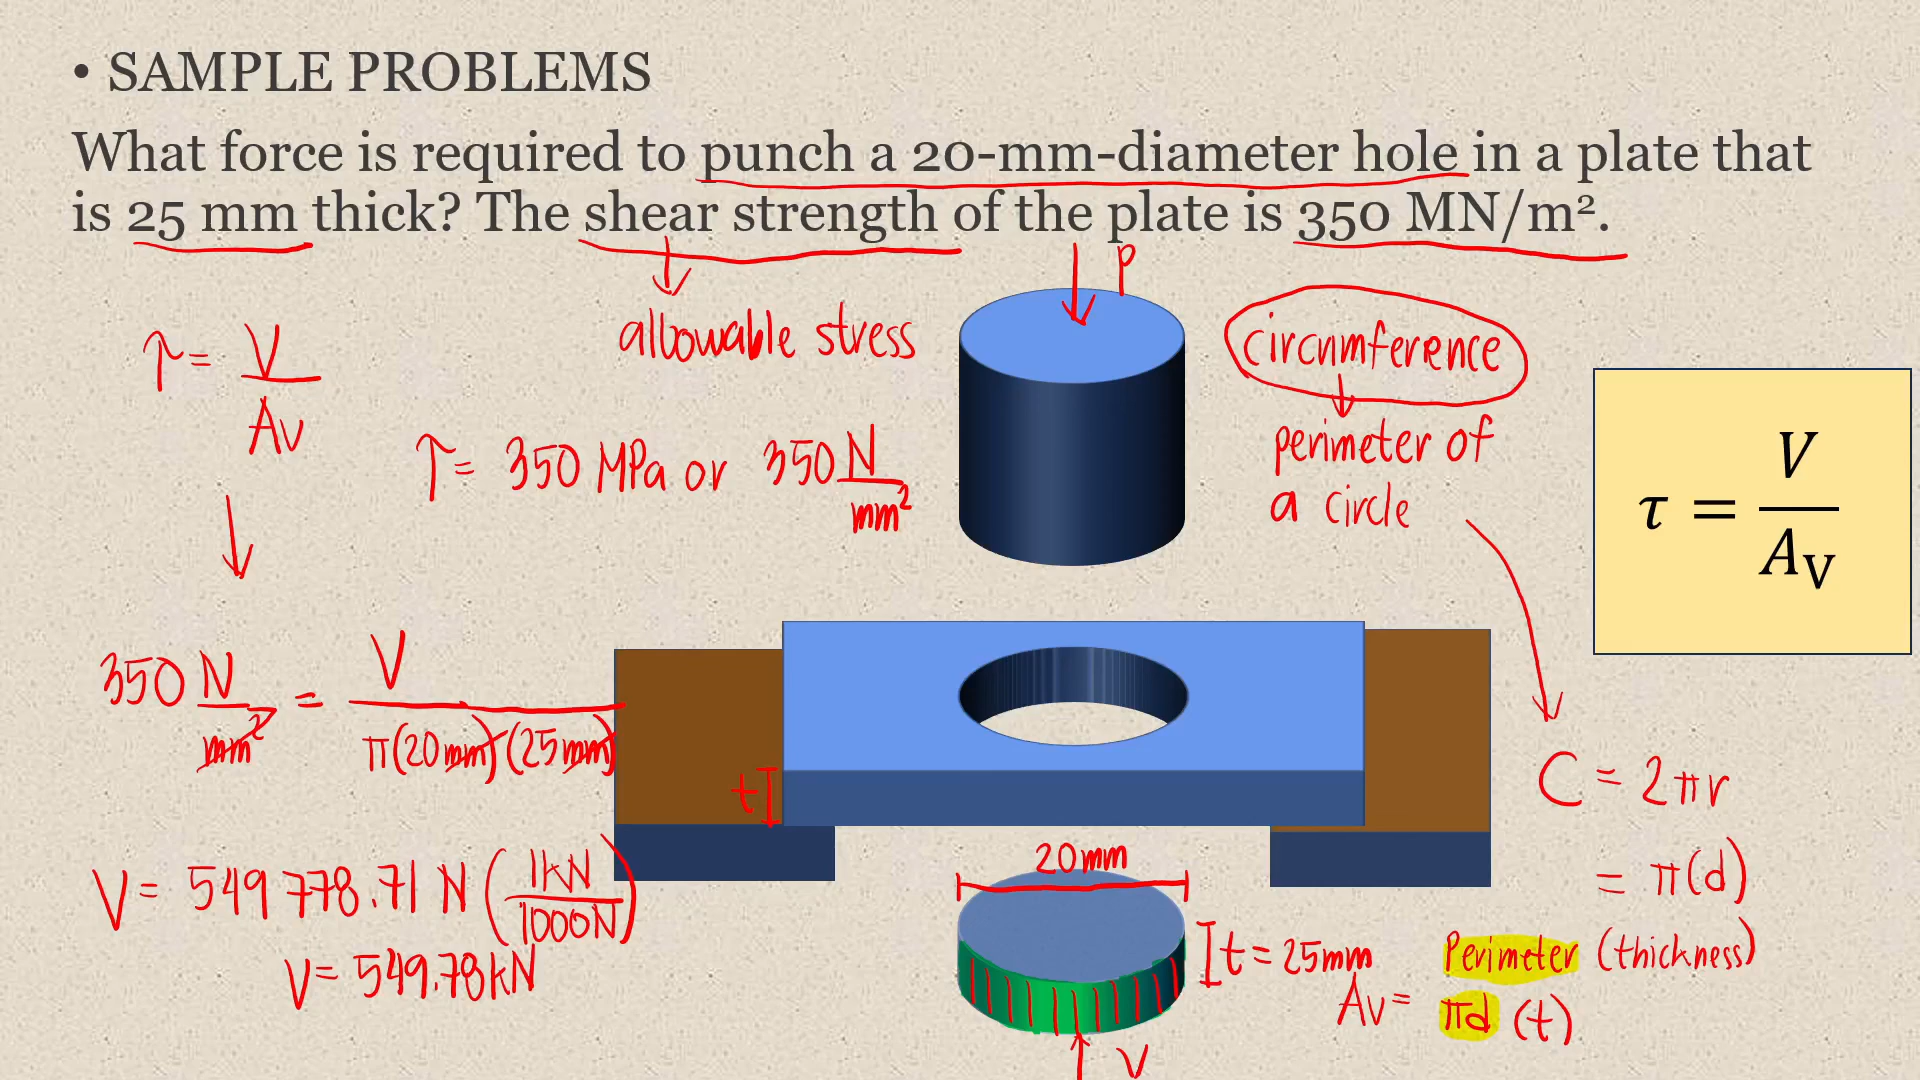 • SAMPLE PROBLEMS
What force is required to punch a 20-mm-diameter hole in a plate that
is 25 mm thick? The shear strength of the plate is 350 MN/m².
P
allowable stress
circumference
perimeter of
a circle
τ = V/Av
τ = 350 MPa or 350 N/mm²
τ = V/A_V
350 N/mm² = V/π(20mm)(25mm)
t
C = 2πr
= π(d)
20mm
V = 549 778.71 N (1kN/1000N)
V = 549.78kN
t = 25mm
Perimeter (thickness)
Av = πd (t)
V